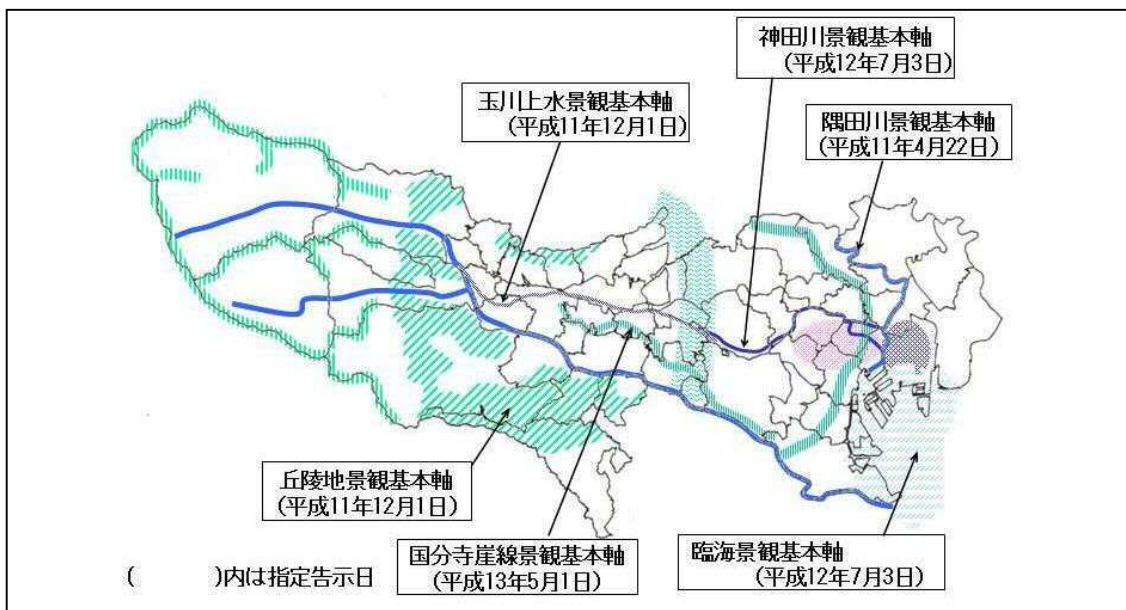 神田川景観基本軸
(平成12年7月3日)
玉川上水景観基本軸
(平成11年12月1日)
隅田川景観基本軸
(平成11年4月22日)
丘陵地景観基本軸
(平成11年12月1日)
国分寺崖線景観基本軸
(平成13年5月1日)
臨海景観基本軸
(平成12年7月3日)
(　　　　)内は指定告示日